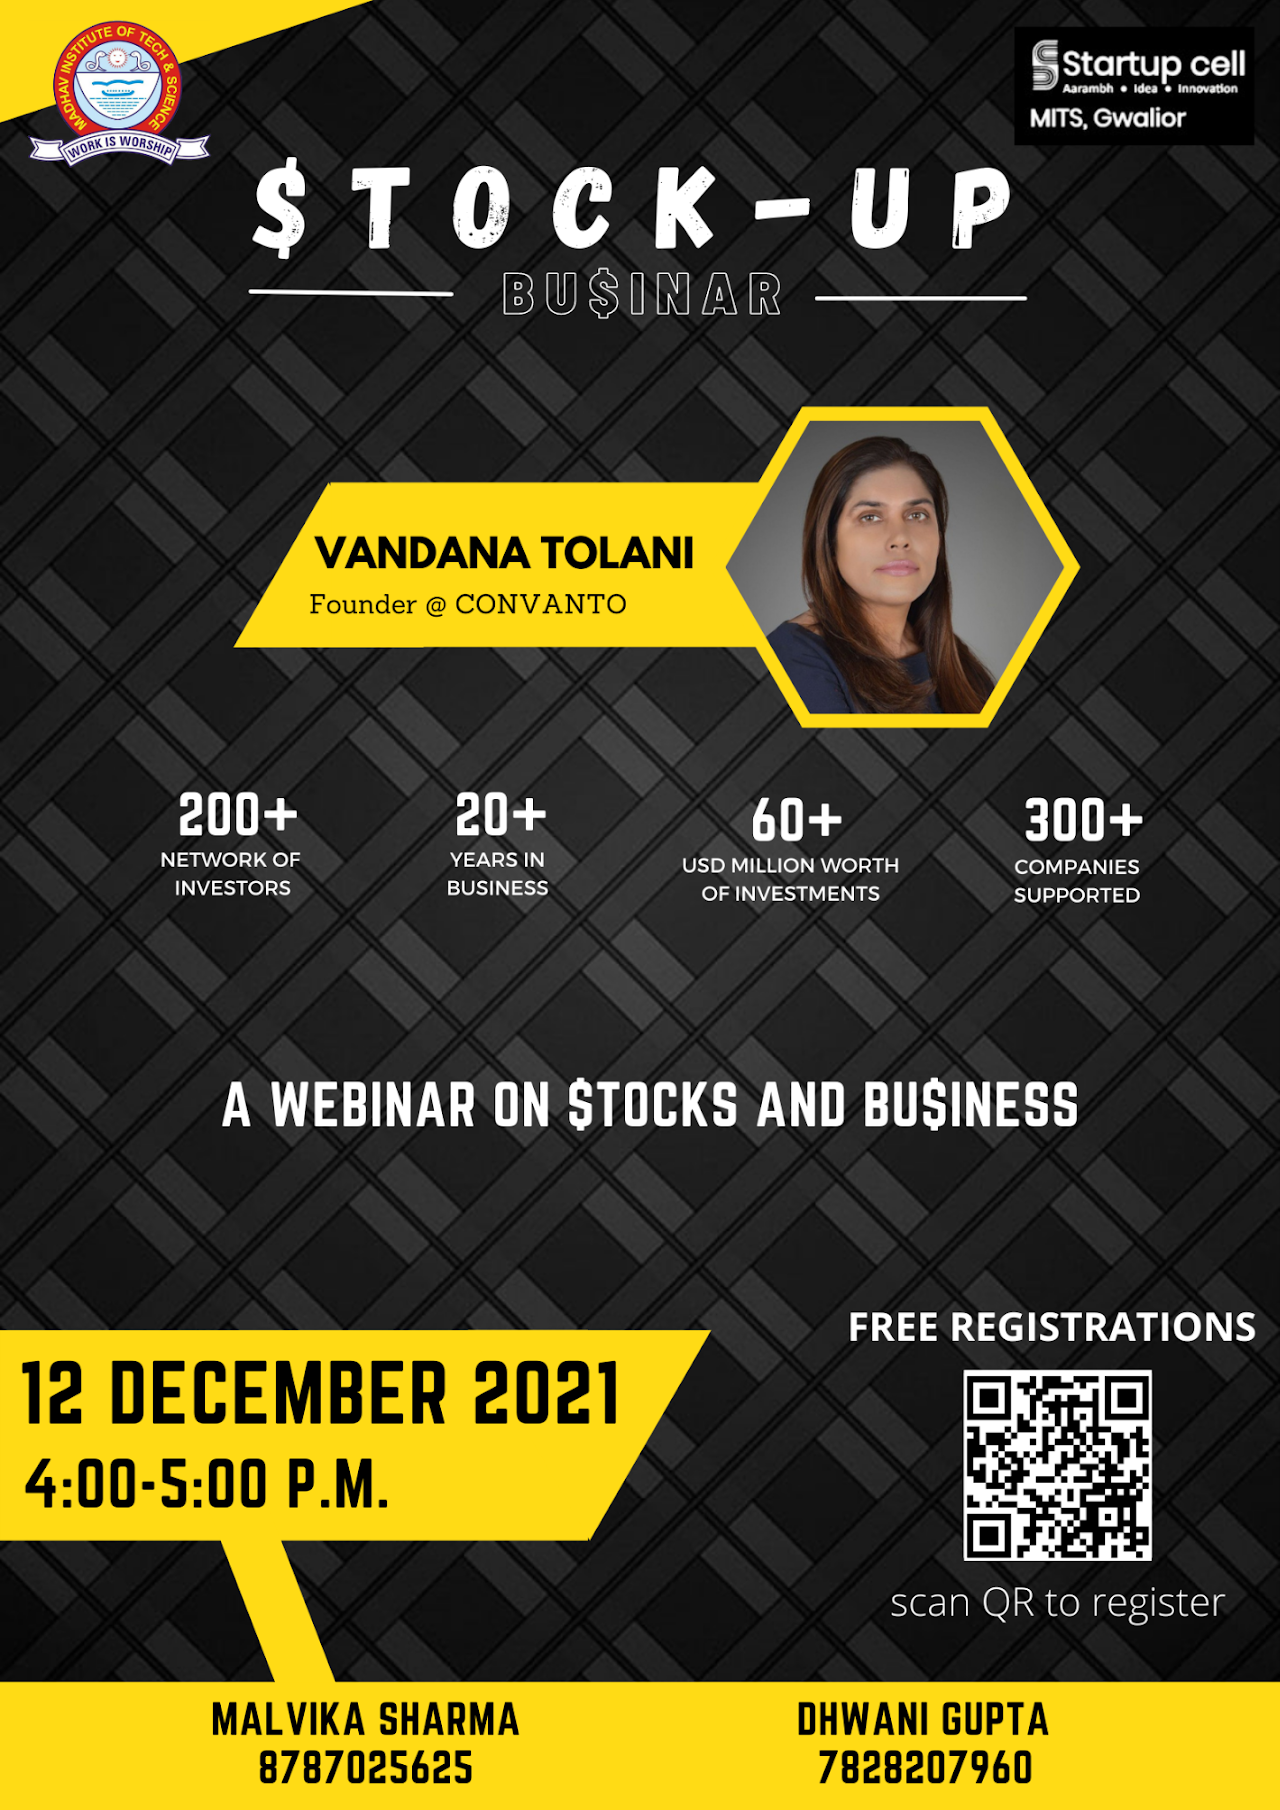 MADHAV INSTITUTE OF TECH & SCIENCE
WORK IS WORSHIP
Startup cell
Aarambh • Idea • Innovation
MITS, Gwalior
$TOCK-UP
BU$INAR
VANDANA TOLANI
Founder @ CONVANTO
200+
NETWORK OF
INVESTORS
20+
YEARS IN
BUSINESS
60+
USD MILLION WORTH
OF INVESTMENTS
300+
COMPANIES
SUPPORTED
A WEBINAR ON $TOCKS AND BU$INESS
FREE REGISTRATIONS
12 DECEMBER 2021
4:00-5:00 P.M.
scan QR to register
MALVIKA SHARMA
8787025625
DHWANI GUPTA
7828207960